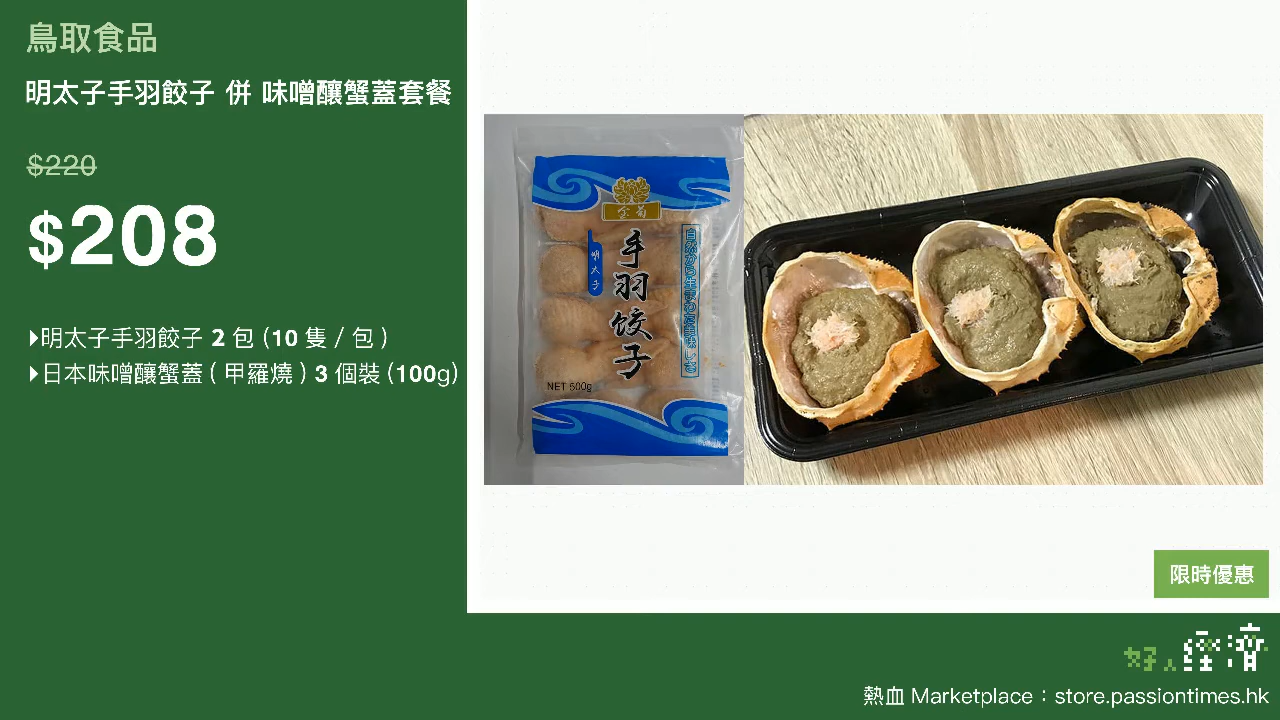 鳥取食品
明太子手羽餃子 併 味噌釀蟹蓋套餐
$220
$208
明太子手羽餃子 2 包 (10 隻 / 包 )
日本味噌釀蟹蓋 ( 甲羅燒 ) 3 個裝 (100g)
金菊
明太子
手羽餃子
NET 500g
限時優惠
好人經濟
熱血 Marketplace：store.passiontimes.hk